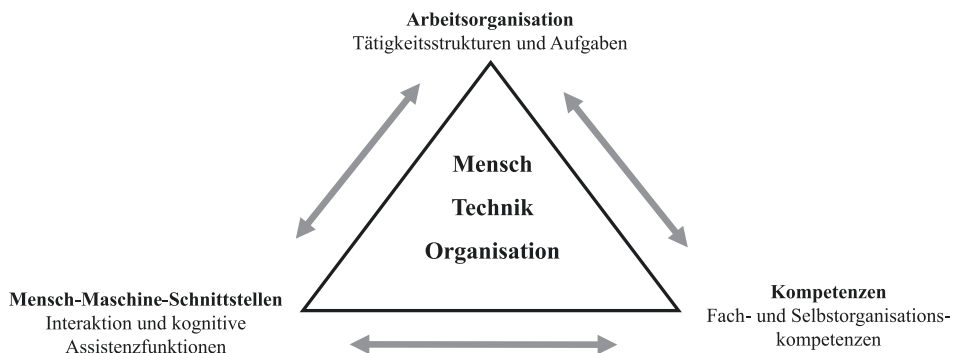 Arbeitsorganisation
Tätigkeitsstrukturen und Aufgaben
Mensch
Technik
Organisation
Mensch-Maschine-Schnittstellen
Interaktion und kognitive
Assistenzfunktionen
Kompetenzen
Fach- und Selbstorganisations-
kompetenzen